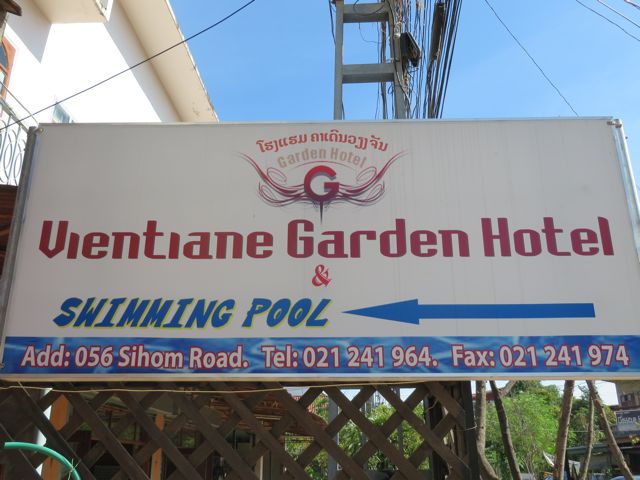 ໂຮງແຮມ ກາເດັນວຽງຈັນ
Garden Hotel
G
Vientiane Garden Hotel
&
SWIMMING POOL
Add: 056 Sihom Road. Tel: 021 241 964. Fax: 021 241 974